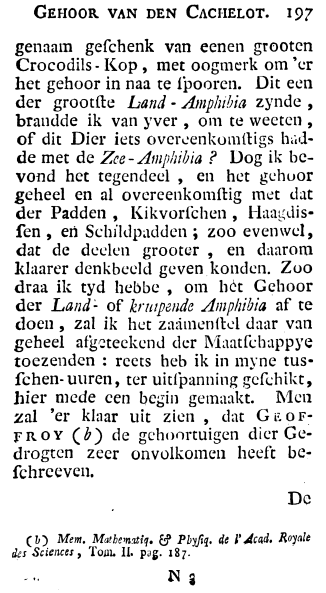 GEHOOR VAN DEN CACHELOT. 197
genaam geſchenk van eenen grooten
Crocodils-Kop, met oogmerk om 'er
het gehoor in naa te ſpooren. Dit een
der grootſte Land-Amphibia zynde,
brandde ik van yver, om te weeten,
of dit Dier iets overeenkomſtigs had-
de met de Zee-Amphibia? Dog ik be-
vond het tegendeel, en het gehoor
geheel en al overeenkomſtig met dat
der Padden, Kikvorſchen, Haagdiſ-
ſen, en Schildpadden; zoo evenwel,
dat de deelen grooter, en daarom
klaarer denkbeeld geven konden. Zoo
draa ik tyd hebbe, om het Gehoor
der Land- of kruipende Amphibia af te
doen, zal ik het zaámenſtel daar van
geheel afgeteekend der Maatſchappye
toezenden: reets heb ik in myne tus-
ſchen-uuren, ter uitſpanning geſchikt,
hier mede een begin gemaakt. Men
zal 'er klaar uit zien, dat GEOF-
FROY (b) de gehoortuigen dier Ge-
drogten zeer onvolkomen heeft be-
ſchreeven.
De
(b) Mem. Mathematiq. & Phyſiq. de l'Acad. Royale
des Sciences, Tom. II. pag. 187.
N 3